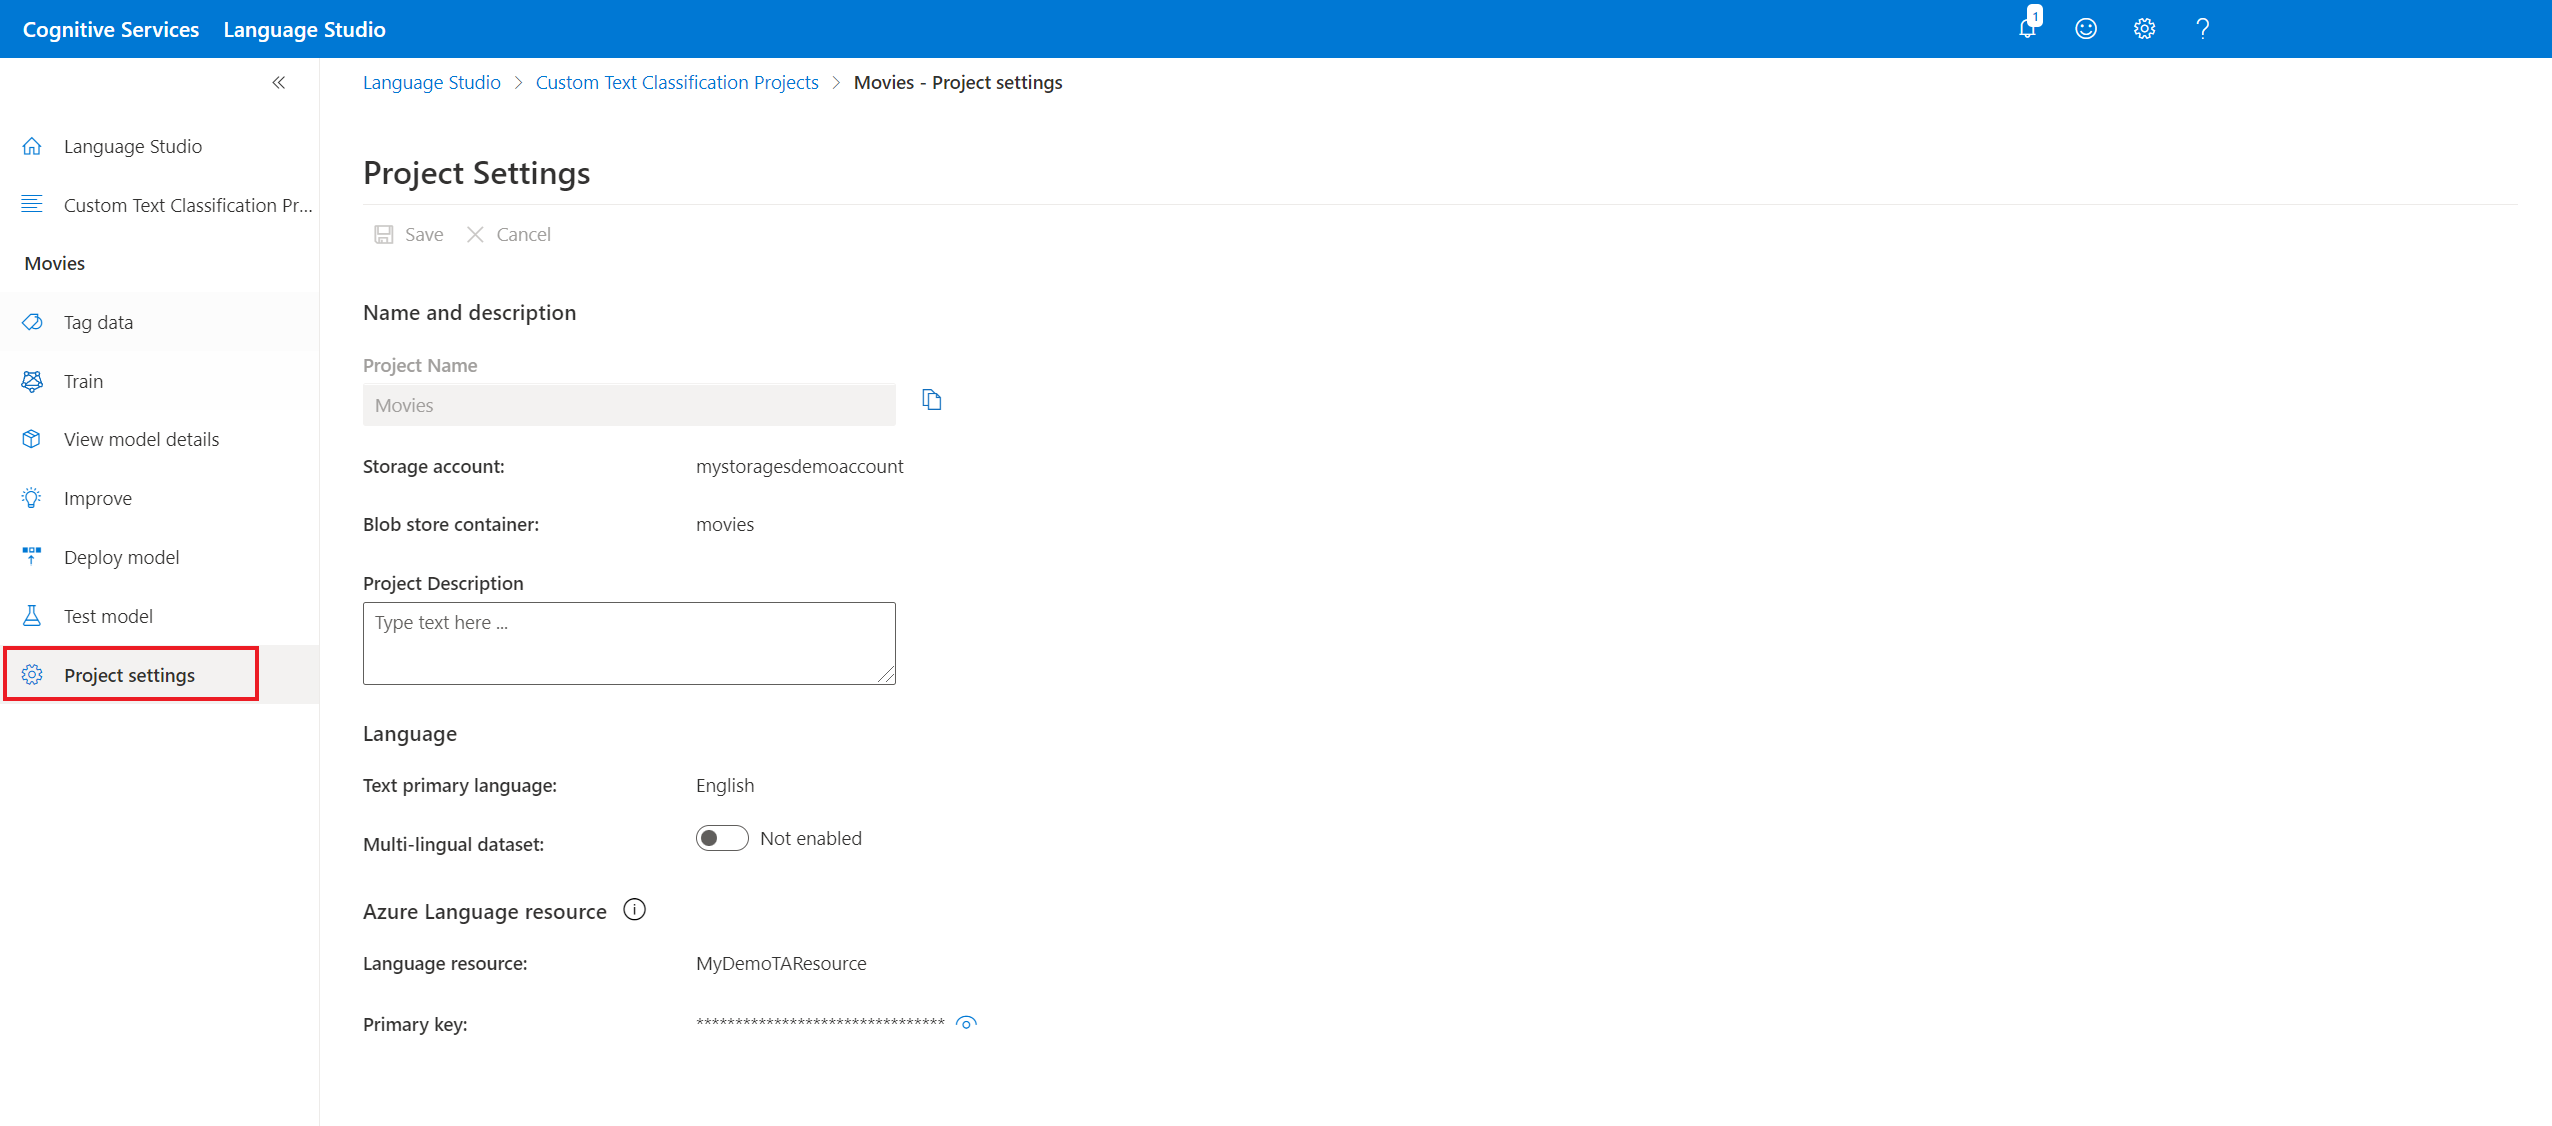 Cognitive Services Language Studio
1
Language Studio > Custom Text Classification Projects > Movies - Project settings
Language Studio
Custom Text Classification Pr...
Movies
Tag data
Train
View model details
Improve
Deploy model
Test model
Project settings
Project Settings
Save Cancel
Name and description
Project Name
Movies
Storage account: mystoragesdemoaccount
Blob store container: movies
Project Description
Type text here ...
Language
Text primary language: English
Multi-lingual dataset: Not enabled
Azure Language resource
Language resource: MyDemoTAResource
Primary key: ********************************